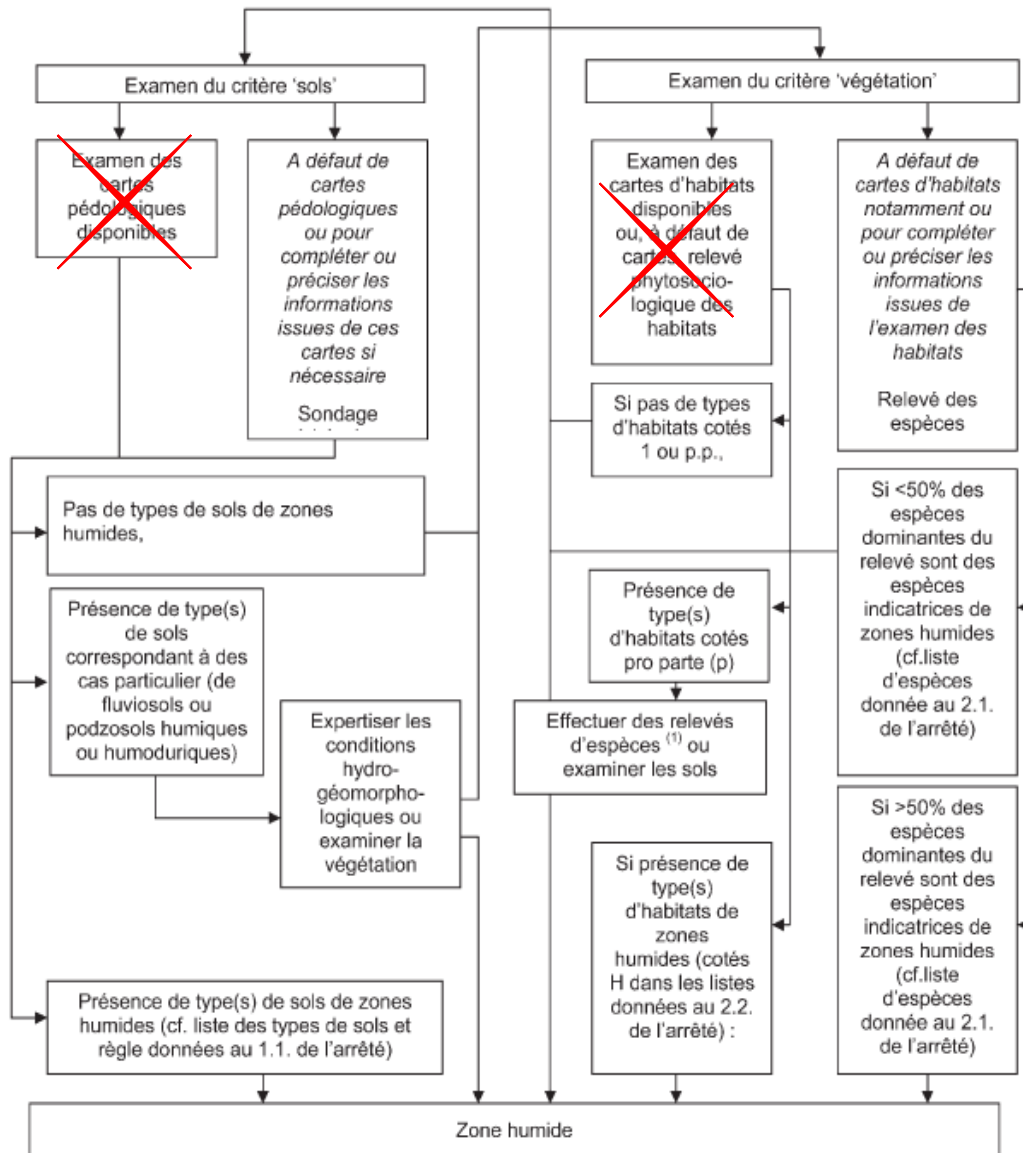 Examen du critère ‘sols’
Examen du critère ‘végétation’
Examen des
cartes
pédologiques
disponibles
A défaut de
cartes
pédologiques
ou pour
compléter ou
préciser les
informations
issues de ces
cartes si
nécessaire
Sondage
Examen des
cartes d’habitats
disponibles
ou, à défaut de
cartes, relevé
phytosocio-
logique des
habitats
A défaut de
cartes d’habitats
notamment ou
pour compléter
ou préciser les
informations
issues de
l’examen des
habitats
Relevé des
espèces
Si pas de types
d’habitats cotés
1 ou p.p.,
Pas de types de sols de zones
humides,
Si <50% des
espèces
dominantes du
relevé sont des
espèces
indicatrices de
zones humides
(cf.liste
d’espèces
donnée au 2.1.
de l’arrêté)
Présence de type(s)
de sols
correspondant à des
cas particulier (de
fluviosols ou
podzosols humiques
ou humoduriques)
Présence de
type(s)
d’habitats cotés
pro parte (p)
Expertiser les
conditions
hydro-
géomorpho-
logiques ou
examiner la
végétation
Effectuer des relevés
d’espèces (1) ou
examiner les sols
Si >50% des
espèces
dominantes du
relevé sont des
espèces
indicatrices de
zones humides
(cf.liste
d’espèces
donnée au 2.1.
de l’arrêté)
Si présence de
type(s)
d’habitats de
zones
humides (cotés
H dans les listes
données au 2.2.
de l’arrêté) :
Présence de type(s) de sols de zones
humides (cf. liste des types de sols et
règle données au 1.1. de l’arrêté)
Zone humide